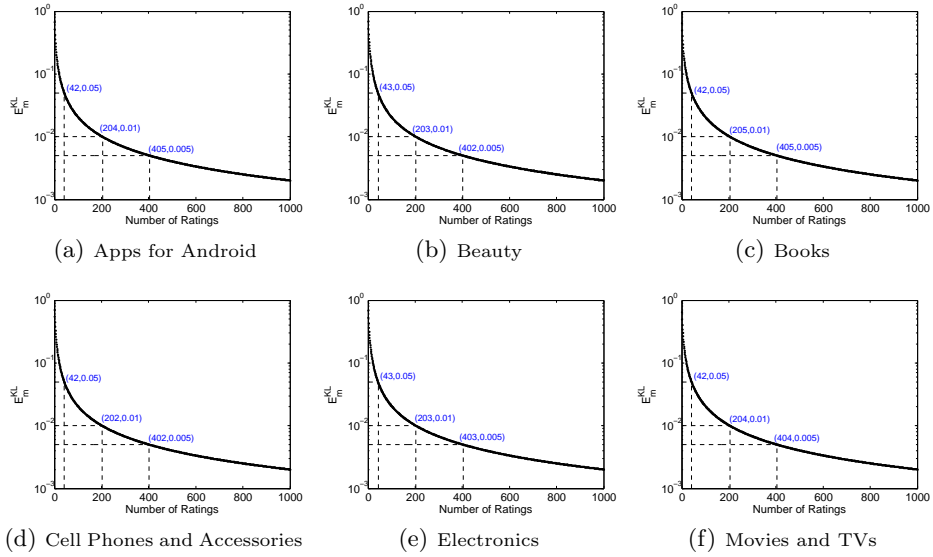 10^0
10^-1
10^-2
10^-3
E_m^KL
(42,0.05)
(204,0.01)
(405,0.005)
0 200 400 600 800 1000
Number of Ratings
(a) Apps for Android
10^0
10^-1
10^-2
10^-3
E_m^KL
(43,0.05)
(203,0.01)
(402,0.005)
0 200 400 600 800 1000
Number of Ratings
(b) Beauty
10^0
10^-1
10^-2
10^-3
E_m^KL
(42,0.05)
(205,0.01)
(405,0.005)
0 200 400 600 800 1000
Number of Ratings
(c) Books
10^0
10^-1
10^-2
10^-3
E_m^KL
(42,0.05)
(202,0.01)
(402,0.005)
0 200 400 600 800 1000
Number of Ratings
(d) Cell Phones and Accessories
10^0
10^-1
10^-2
10^-3
E_m^KL
(43,0.05)
(203,0.01)
(403,0.005)
0 200 400 600 800 1000
Number of Ratings
(e) Electronics
10^0
10^-1
10^-2
10^-3
E_m^KL
(42,0.05)
(204,0.01)
(404,0.005)
0 200 400 600 800 1000
Number of Ratings
(f) Movies and TVs